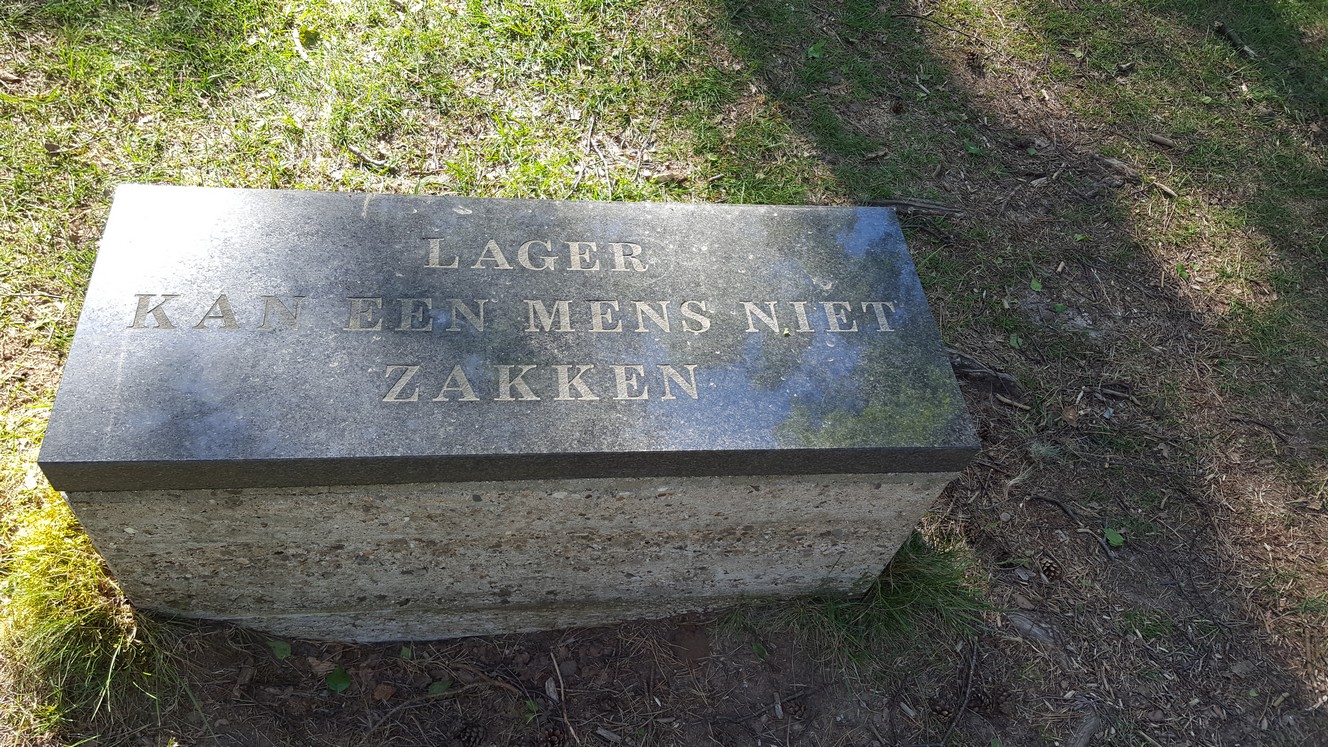 LAGER
KAN EEN MENS NIET
ZAKKEN